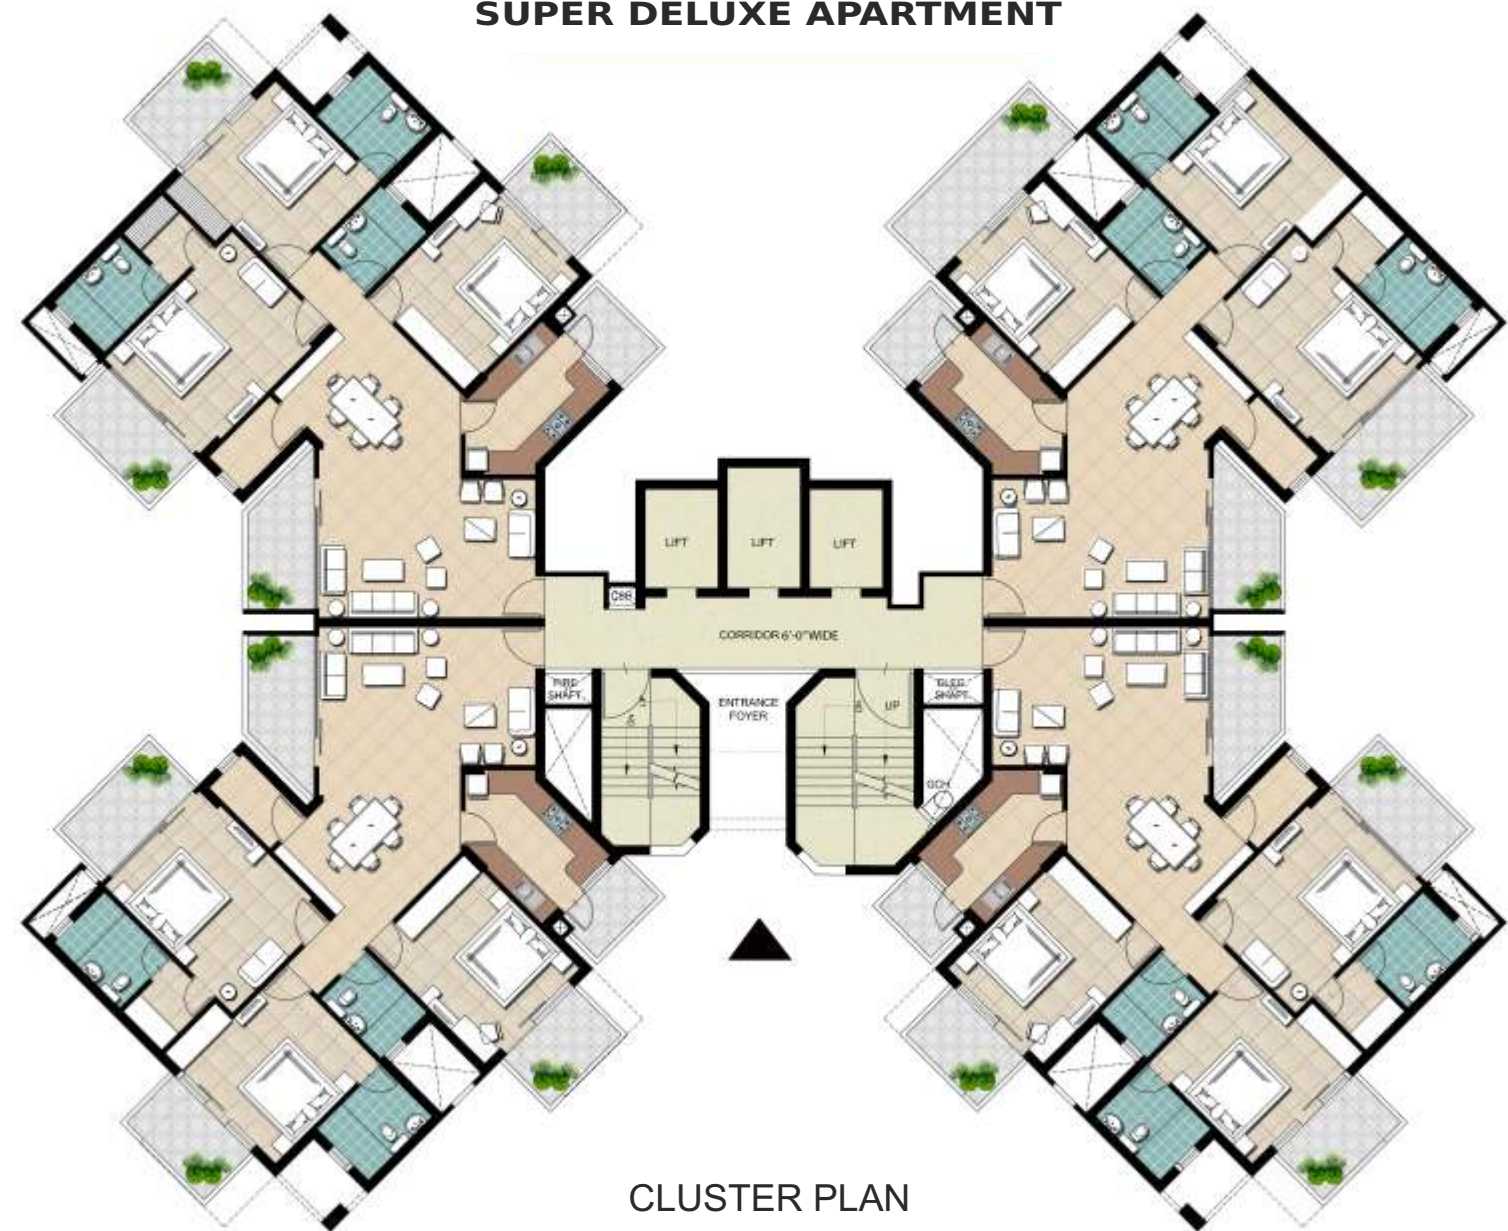 SUPER DELUXE APARTMENT
LIFT
LIFT
LIFT
CORRIDOR 6'-0"WIDE
FIRE
SHAFT.
ENTRANCE
FOYER
UP
ELEC.
SHAFT.
CLUSTER PLAN